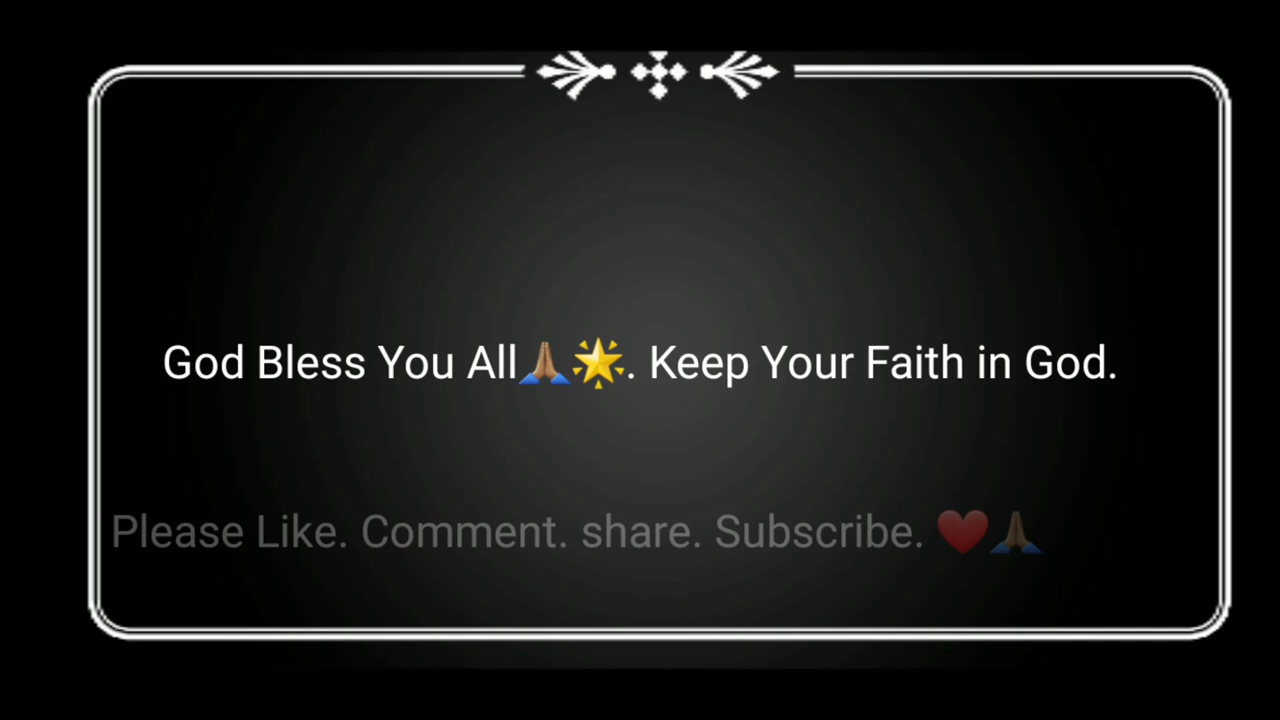 God Bless You All🙏🏽🌟. Keep Your Faith in God.
Please Like. Comment. share. Subscribe. ❤️🙏🏽